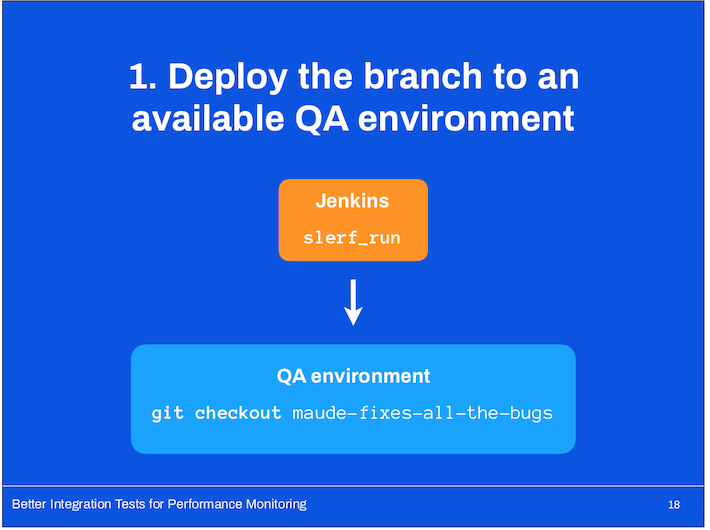 1. Deploy the branch to an
available QA environment
Jenkins
slerf_run
QA environment
git checkout maude-fixes-all-the-bugs
Better Integration Tests for Performance Monitoring
18